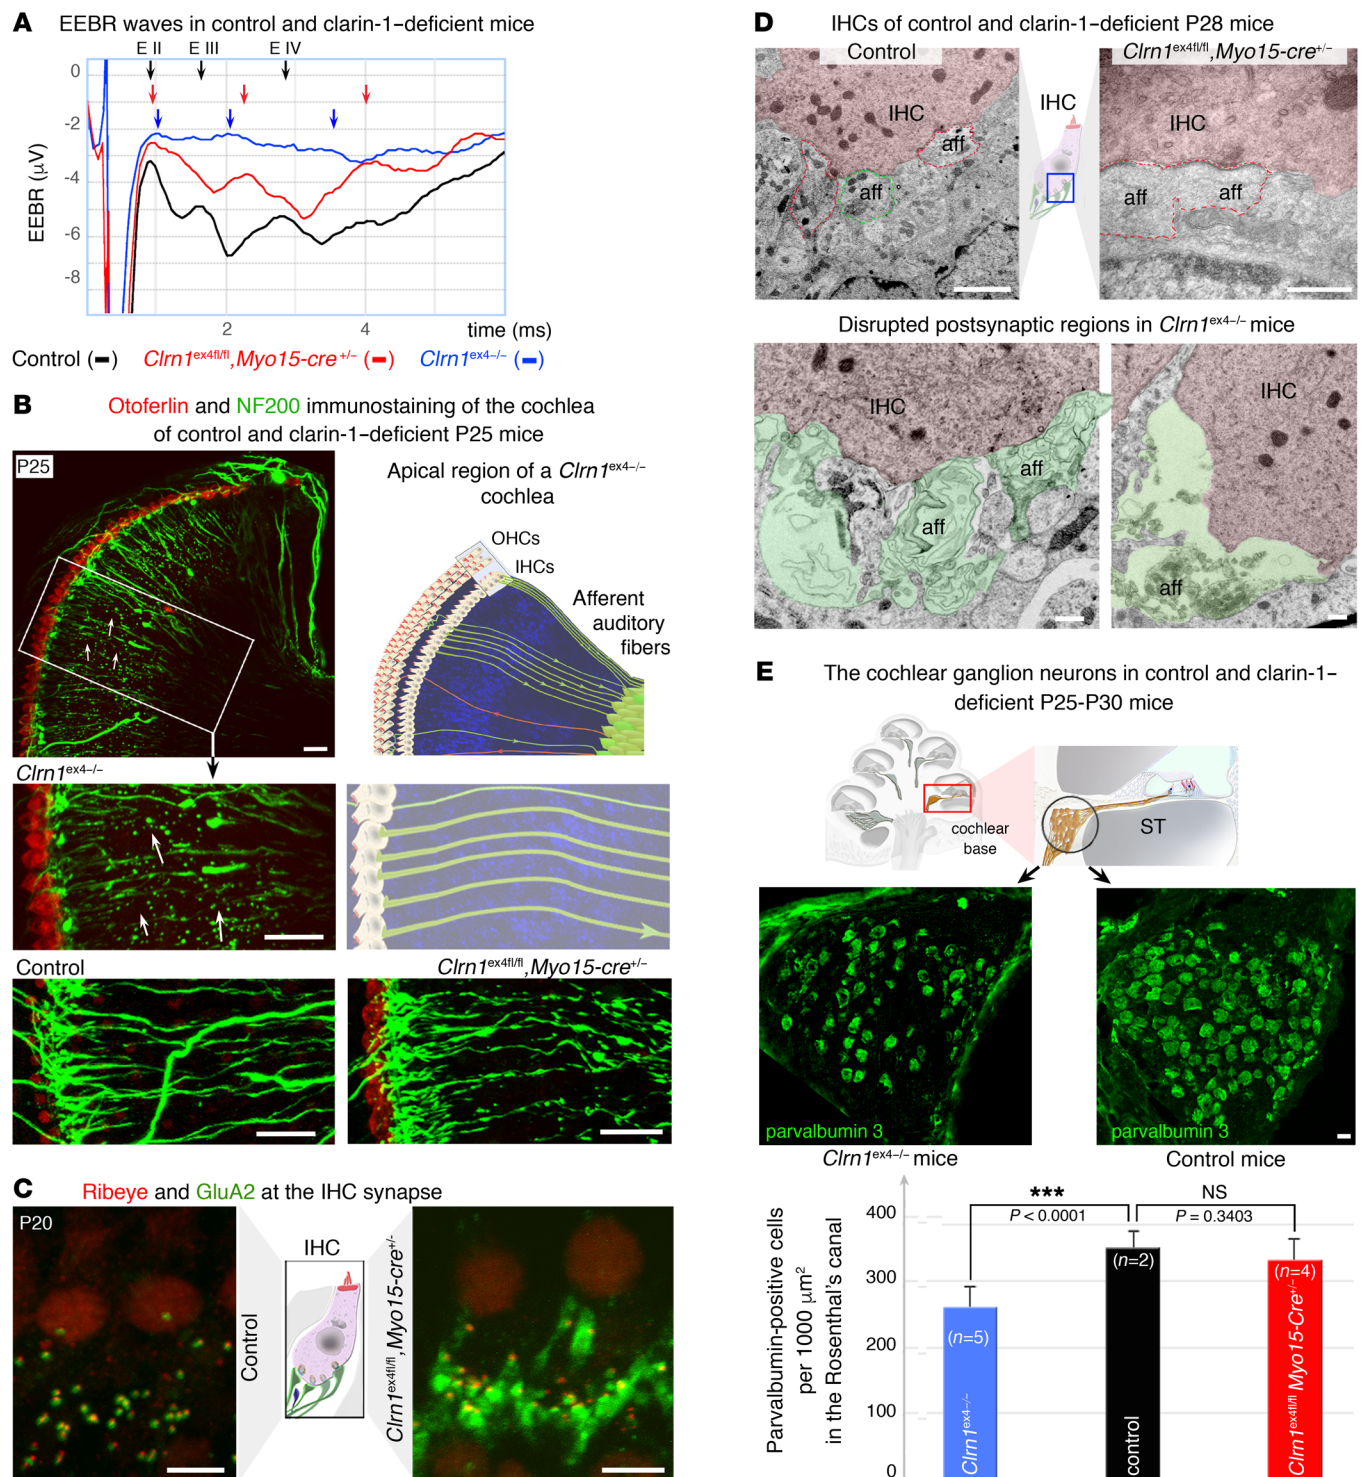 A
EEBR waves in control and clarin-1–deficient mice
E II E III E IV
0
-2
-4
-6
-8
EEBR (μV)
2 4 time (ms)
Control (–) Clrn1ex4fl/fl,Myo15-cre+/– (–) Clrn1ex4–/– (–)
B
Otoferlin and NF200 immunostaining of the cochlea
of control and clarin-1–deficient P25 mice
P25
Apical region of a Clrn1ex4–/–
cochlea
OHCs
IHCs
Afferent
auditory
fibers
Clrn1ex4–/–
Control
Clrn1ex4fl/fl,Myo15-cre+/–
C
Ribeye and GluA2 at the IHC synapse
P20
Control
IHC
Clrn1ex4fl/fl,Myo15-cre+/-
D
IHCs of control and clarin-1–deficient P28 mice
Control
Clrn1ex4fl/fl,Myo15-cre+/–
IHC
aff
aff
IHC
IHC
aff
aff
Disrupted postsynaptic regions in Clrn1ex4–/– mice
IHC
aff
aff
IHC
aff
E
The cochlear ganglion neurons in control and clarin-1–
deficient P25-P30 mice
cochlear
base
ST
parvalbumin 3
parvalbumin 3
Clrn1ex4–/– mice
Control mice
Parvalbumin-positive cells
per 1000 μm2
in the Rosenthal's canal
400
300
200
100
0
***
P < 0.0001
NS
P = 0.3403
(n=5)
(n=2)
(n=4)
Clrn1ex4–/–
control
Clrn1ex4fl/fl Myo15-Cre+/–